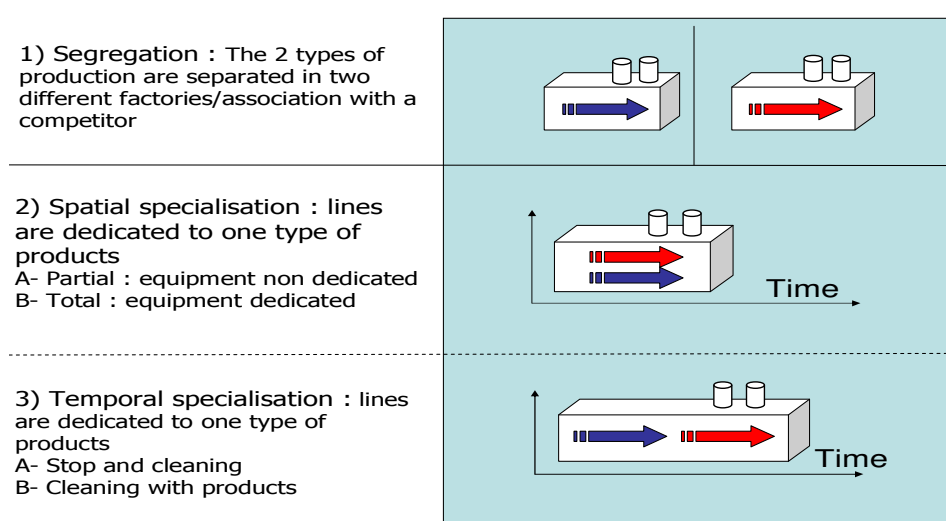 1) Segregation : The 2 types of
production are separated in two
different factories/association with a
competitor
2) Spatial specialisation : lines
are dedicated to one type of
products
A- Partial : equipment non dedicated
B- Total : equipment dedicated
Time
3) Temporal specialisation : lines
are dedicated to one type of
products
A- Stop and cleaning
B- Cleaning with products
Time